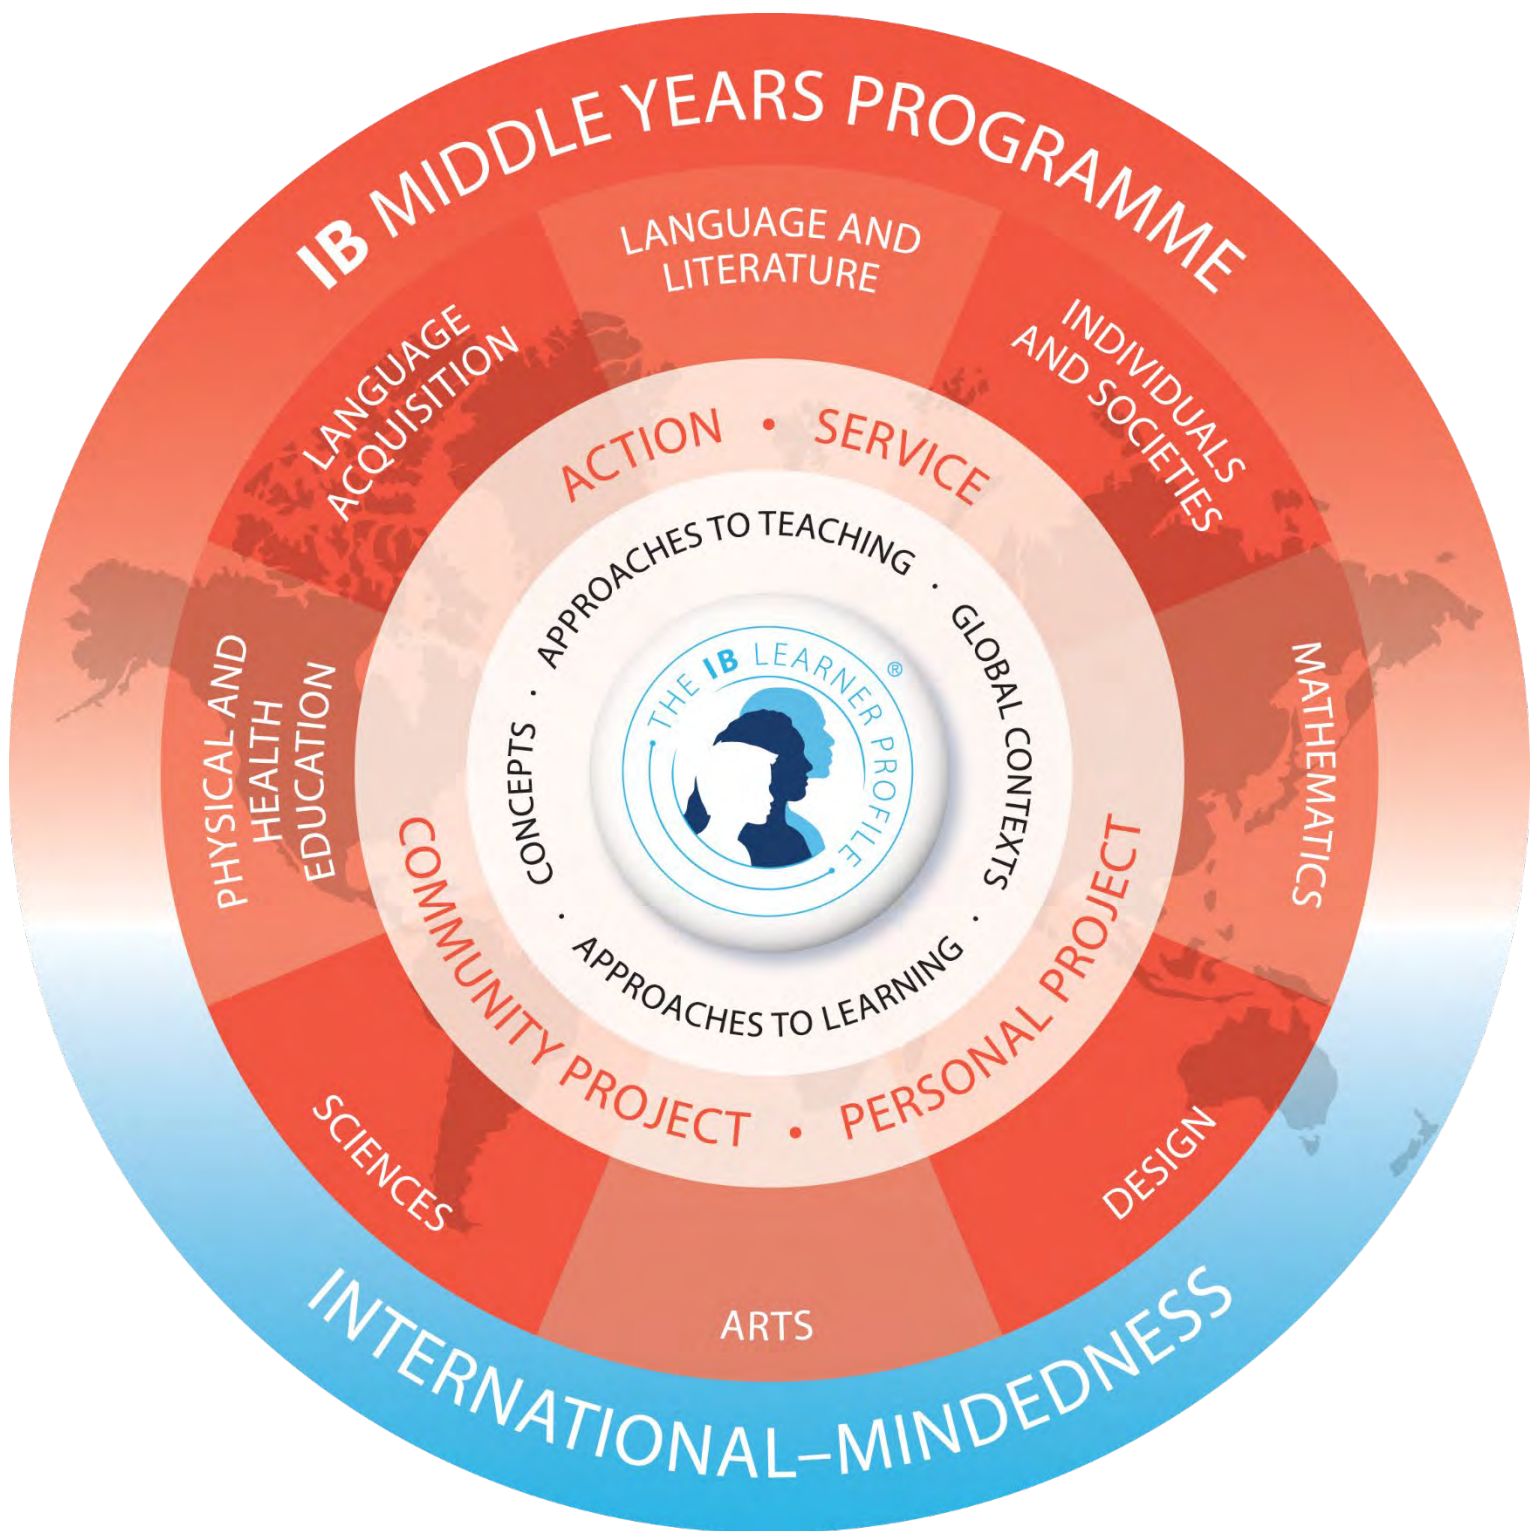 IB MIDDLE YEARS PROGRAMME
LANGUAGE AND
LITERATURE
LANGUAGE
ACQUISITION
INDIVIDUALS
AND SOCIETIES
PHYSICAL AND
HEALTH
EDUCATION
MATHEMATICS
SCIENCES
DESIGN
ARTS
ACTION • SERVICE
COMMUNITY PROJECT • PERSONAL PROJECT
APPROACHES TO TEACHING ·
GLOBAL CONTEXTS ·
APPROACHES TO LEARNING ·
CONCEPTS ·
THE IB LEARNER PROFILE
®
INTERNATIONAL–MINDEDNESS